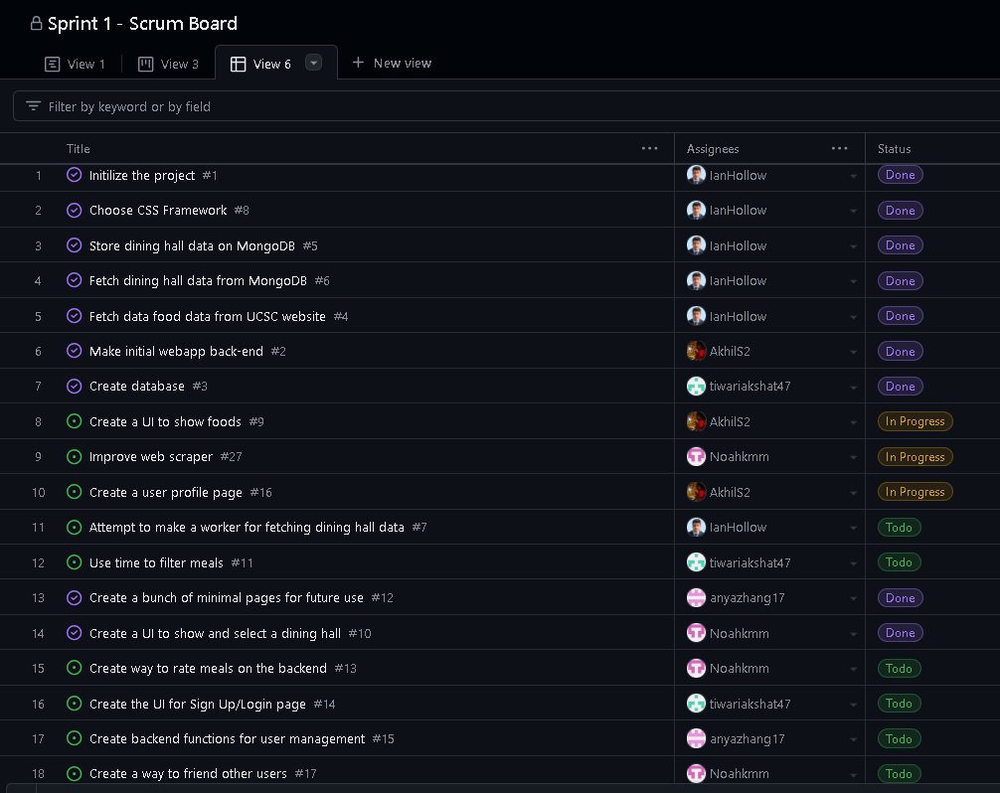 Sprint 1 - Scrum Board
View 1 View 3 View 6 New view
Filter by keyword or by field
Title Assignees Status
1 Initilize the project #1 IanHollow Done
2 Choose CSS Framework #8 IanHollow Done
3 Store dining hall data on MongoDB #5 IanHollow Done
4 Fetch dining hall data from MongoDB #6 IanHollow Done
5 Fetch data food data from UCSC website #4 IanHollow Done
6 Make initial webapp back-end #2 AkhilS2 Done
7 Create database #3 tiwariakshat47 Done
8 Create a UI to show foods #9 AkhilS2 In Progress
9 Improve web scraper #27 Noahkmm In Progress
10 Create a user profile page #16 AkhilS2 In Progress
11 Attempt to make a worker for fetching dining hall data #7 IanHollow Todo
12 Use time to filter meals #11 tiwariakshat47 Todo
13 Create a bunch of minimal pages for future use #12 anyazhang17 Done
14 Create a UI to show and select a dining hall #10 Noahkmm Done
15 Create way to rate meals on the backend #13 Noahkmm Todo
16 Create the UI for Sign Up/Login page #14 tiwariakshat47 Todo
17 Create backend functions for user management #15 anyazhang17 Todo
18 Create a way to friend other users #17 Noahkmm Todo